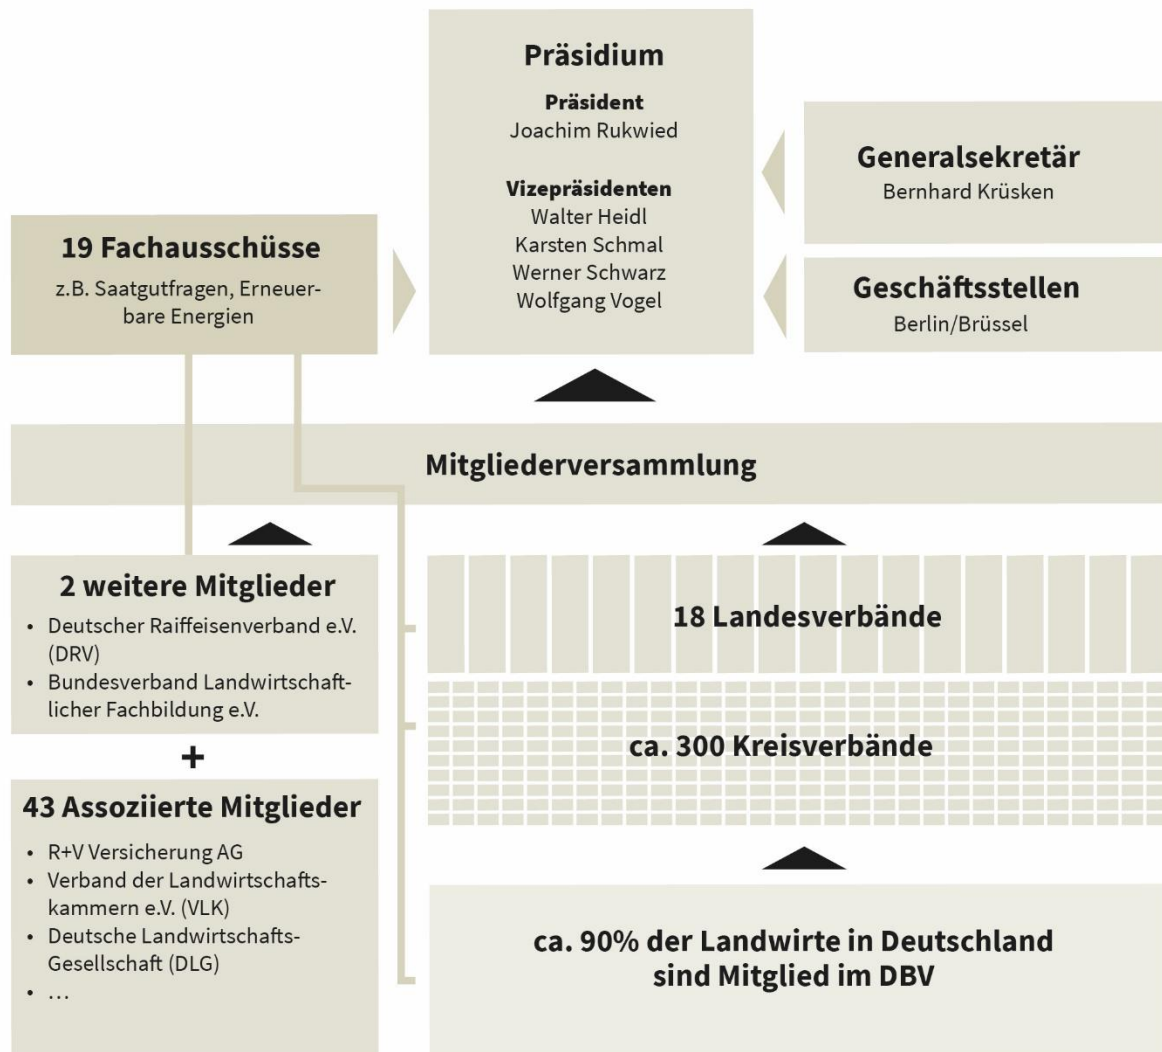 Präsidium
Präsident
Joachim Rukwied
Vizepräsidenten
Walter Heidl
Karsten Schmal
Werner Schwarz
Wolfgang Vogel
Generalsekretär
Bernhard Krüsken
Geschäftsstellen
Berlin/Brüssel
19 Fachausschüsse
z.B. Saatgutfragen, Erneuer-
bare Energien
Mitgliederversammlung
2 weitere Mitglieder
• Deutscher Raiffeisenverband e.V.
(DRV)
• Bundesverband Landwirtschaft-
licher Fachbildung e.V.
+
43 Assoziierte Mitglieder
• R+V Versicherung AG
• Verband der Landwirtschafts-
kammern e.V. (VLK)
• Deutsche Landwirtschafts-
Gesellschaft (DLG)
• …
18 Landesverbände
ca. 300 Kreisverbände
ca. 90% der Landwirte in Deutschland
sind Mitglied im DBV